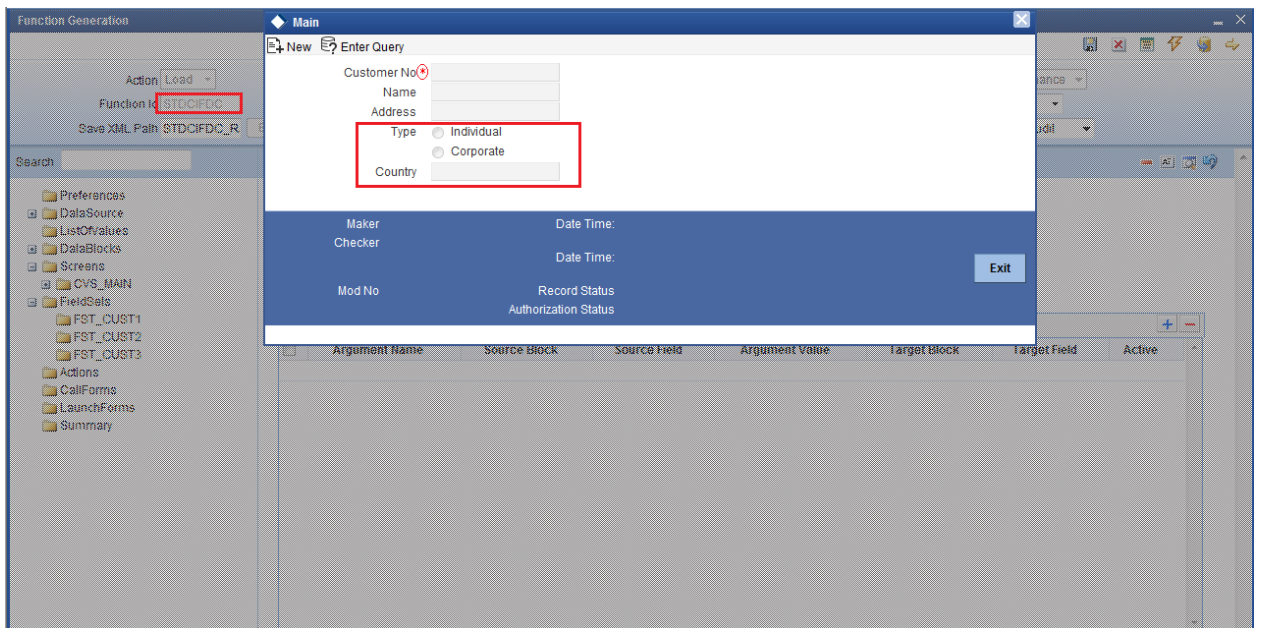 Function Generation
Main
New Enter Query
Action Load
Function Id STDCIFDC
Save XML Path STDCIFDC_R
Customer No
Name
Address
Type Individual
Corporate
Country
Search
Preferences
DataSource
ListOfValues
DataBlocks
Screens
CVS_MAIN
FieldSets
FST_CUST1
FST_CUST2
FST_CUST3
Actions
CallForms
LaunchForms
Summary
Maker Date Time:
Checker
Date Time:
Exit
Mod No Record Status
Authorization Status
Argument Name Source Block Source Field Argument Value Target Block Target Field Active